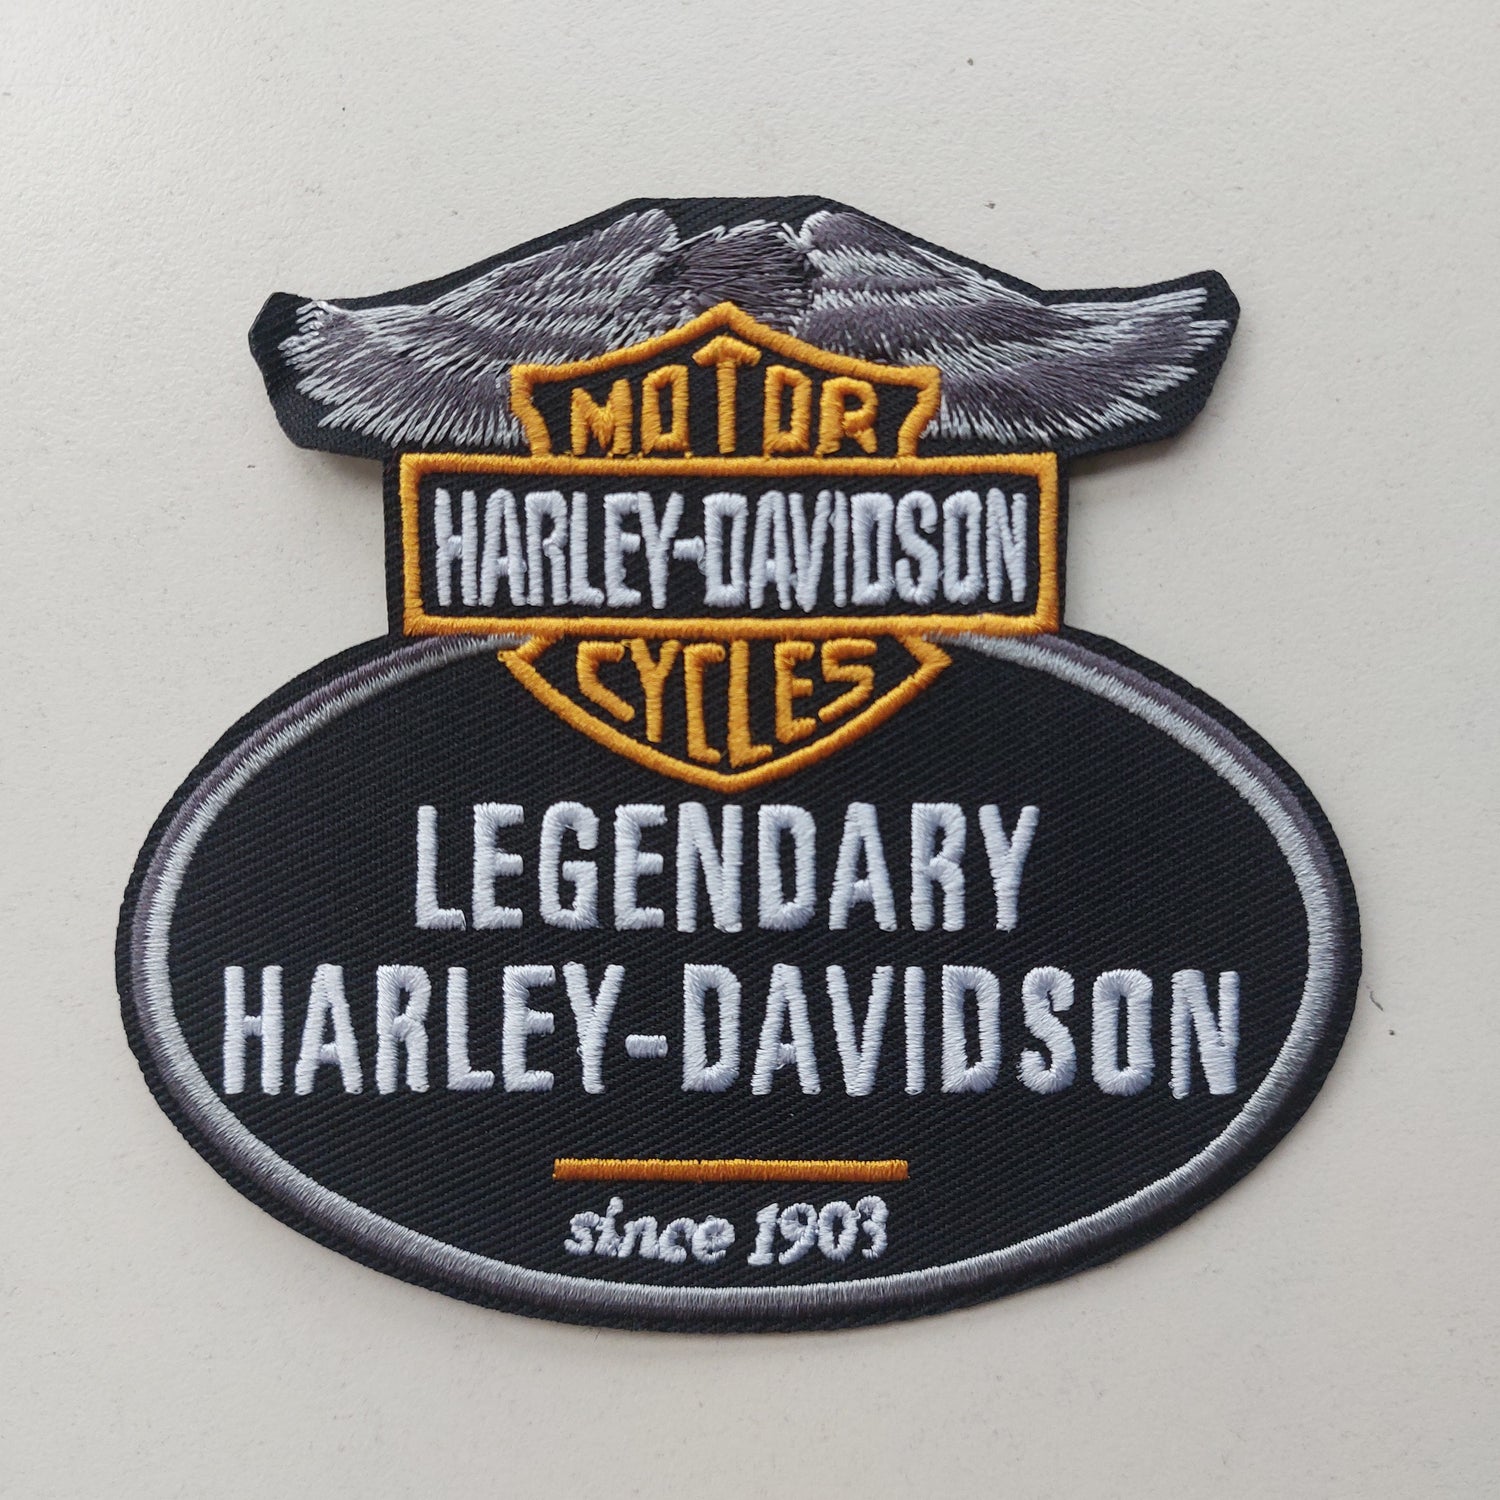 MOTOR
HARLEY-DAVIDSON
CYCLES
LEGENDARY
HARLEY-DAVIDSON
since 1903